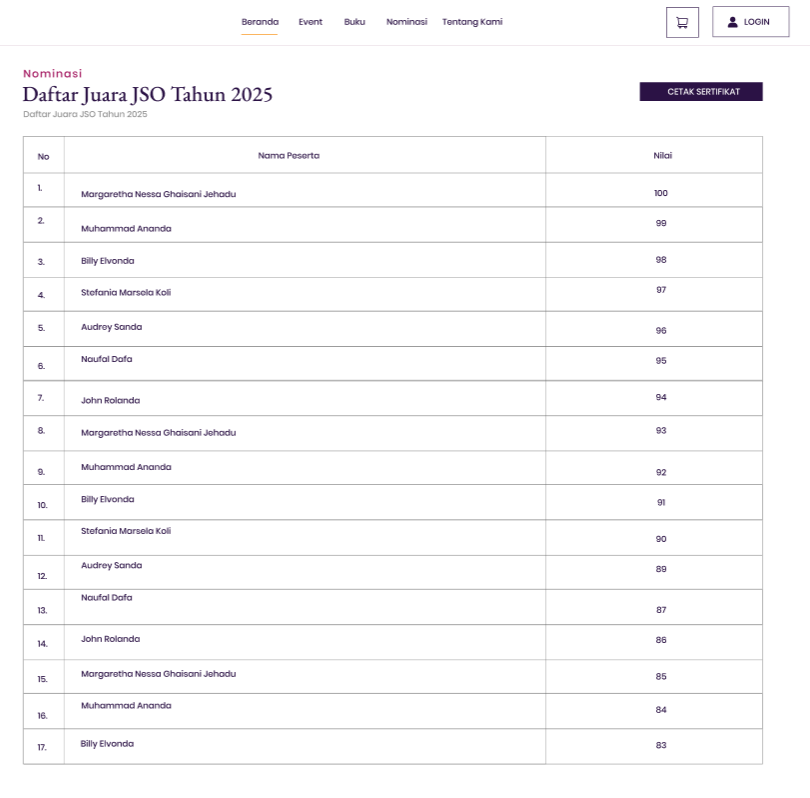 Beranda Event Buku Nominasi Tentang Kami LOGIN
Nominasi
Daftar Juara JSO Tahun 2025
CETAK SERTIFIKAT
Daftar Juara JSO Tahun 2025
No Nama Peserta Nilai
1. Margaretha Nessa Ghaisani Jehadu 100
2. Muhammad Ananda 99
3. Billy Elvonda 98
4. Stefania Marsela Koli 97
5. Audrey Sanda 96
6. Naufal Dafa 95
7. John Rolanda 94
8. Margaretha Nessa Ghaisani Jehadu 93
9. Muhammad Ananda 92
10. Billy Elvonda 91
11. Stefania Marsela Koli 90
12. Audrey Sanda 89
13. Naufal Dafa 87
14. John Rolanda 86
15. Margaretha Nessa Ghaisani Jehadu 85
16. Muhammad Ananda 84
17. Billy Elvonda 83